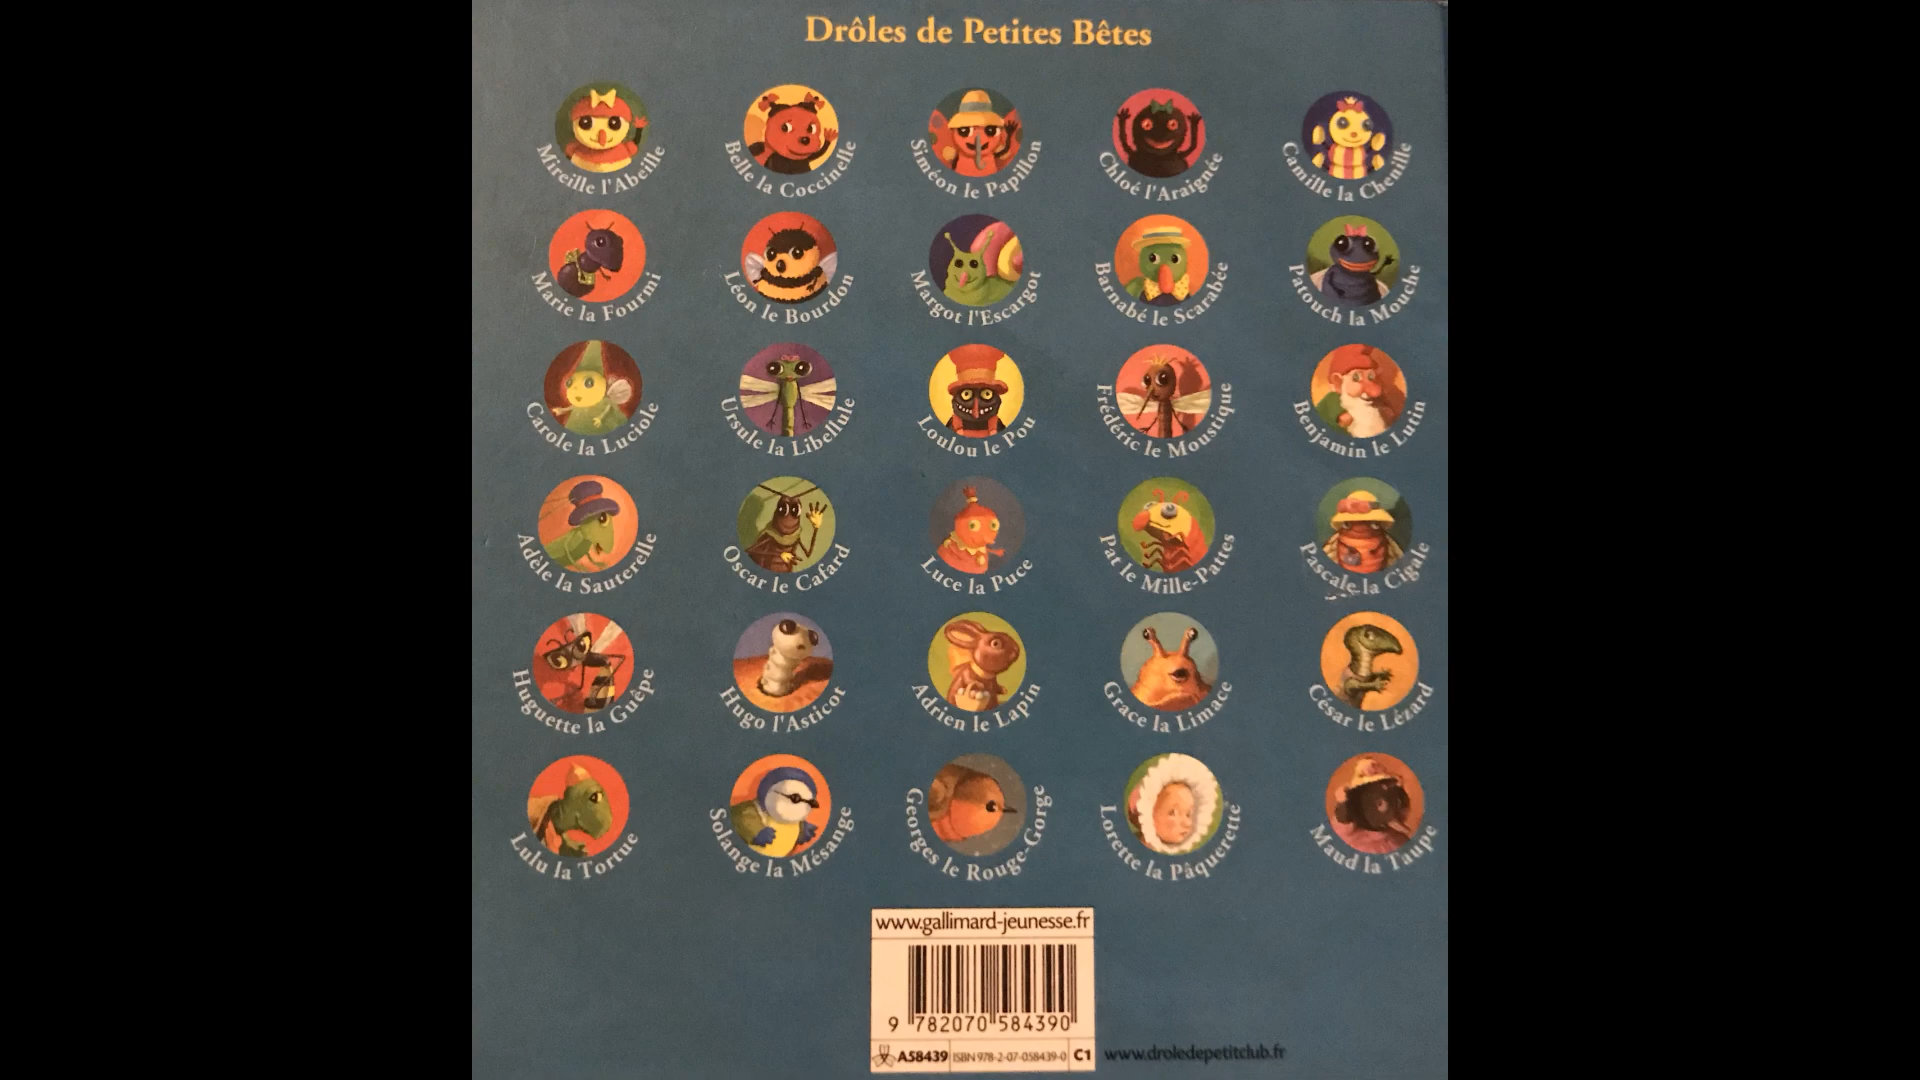 Drôles de Petites Bêtes
Mireille l'Abeille
Belle la Coccinelle
Siméon le Papillon
Chloé l'Araignée
Camille la Chenille
Marie la Fourmi
Léon le Bourdon
Margot l'Escargot
Barnabé le Scarabée
Patouch la Mouche
Carole la Luciole
Ursule la Libellule
Loulou le Pou
Frédéric le Moustique
Benjamin le Lutin
Adèle la Sauterelle
Oscar le Cafard
Luce la Puce
Pat le Mille-Pattes
Pascale la Cigale
Huguette la Guêpe
Hugo l'Asticot
Adrien le Lapin
Grace la Limace
César le Lézard
Lulu la Tortue
Solange la Mésange
Georges le Rouge-Gorge
Lorette la Pâquerette
Maud la Taupe
www.gallimard-jeunesse.fr
9 782070 584390
A58439 ISBN 978-2-07-058439-0 C1
www.droledepetitclub.fr